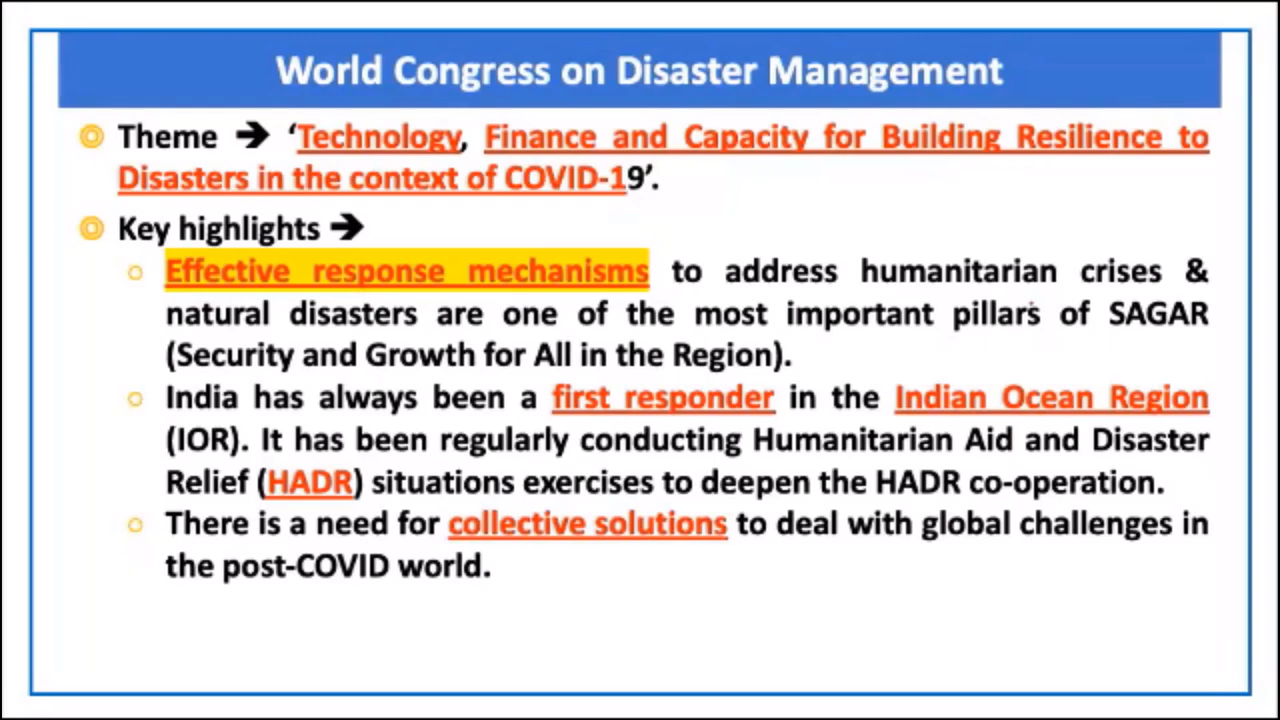 World Congress on Disaster Management
Theme ➔ ‘Technology, Finance and Capacity for Building Resilience to
Disasters in the context of COVID-19’.
Key highlights ➔
Effective response mechanisms to address humanitarian crises &
natural disasters are one of the most important pillars of SAGAR
(Security and Growth for All in the Region).
India has always been a first responder in the Indian Ocean Region
(IOR). It has been regularly conducting Humanitarian Aid and Disaster
Relief (HADR) situations exercises to deepen the HADR co-operation.
There is a need for collective solutions to deal with global challenges in
the post-COVID world.